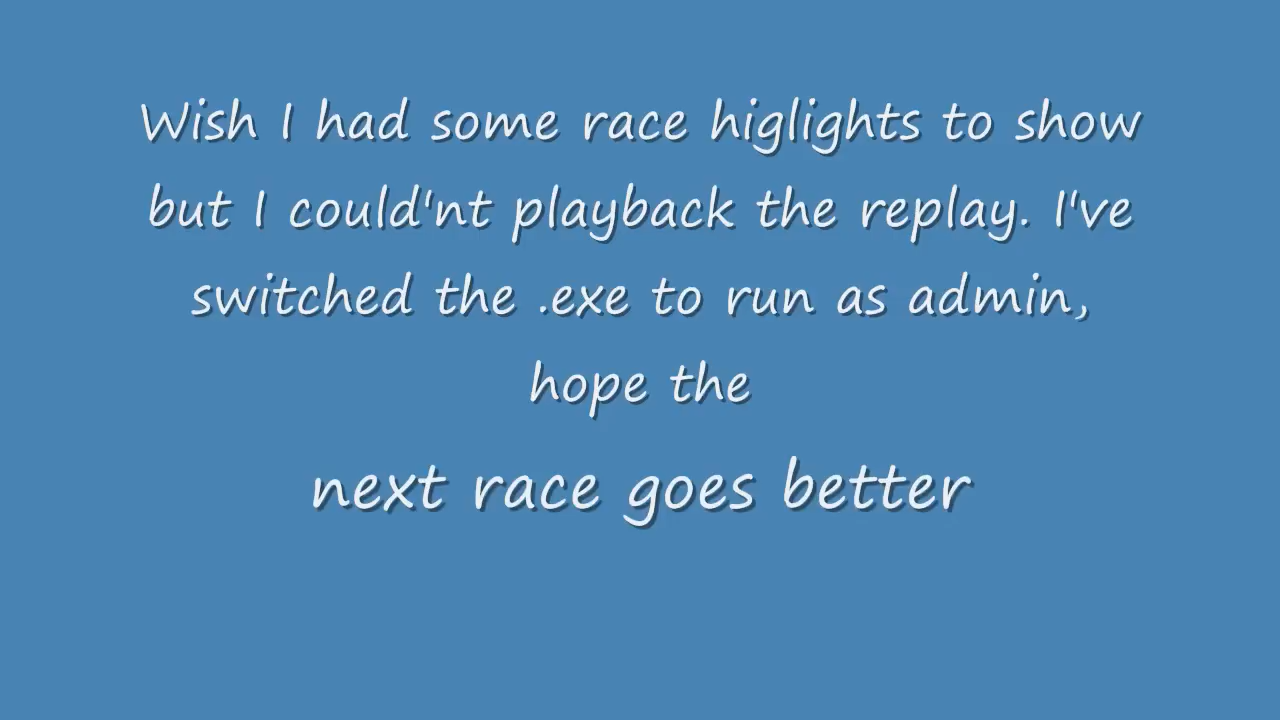 Wish I had some race higlights to show
but I could'nt playback the replay. I've
switched the .exe to run as admin,
hope the
next race goes better